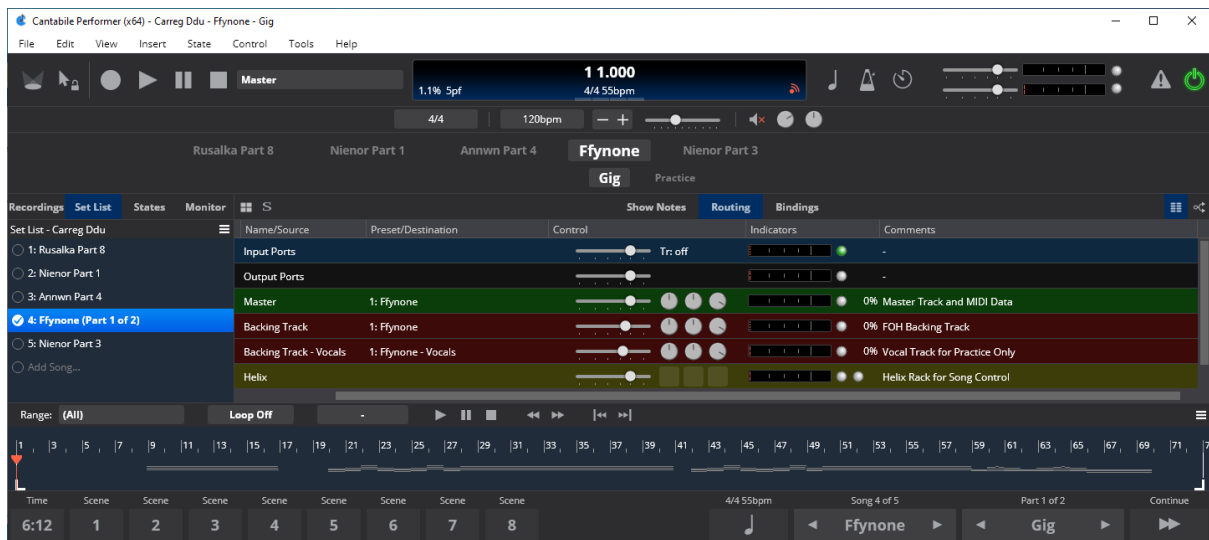 Cantabile Performer (x64) - Carreg Ddu - Ffynone - Gig
File Edit View Insert State Control Tools Help
Master
1 1.000
1.1% 5pf 4/4 55bpm
4/4 120bpm
Rusalka Part 8 Nienor Part 1 Annwn Part 4 Ffynone Nienor Part 3
Gig Practice
Recordings Set List States Monitor S Show Notes Routing Bindings
Set List - Carreg Ddu Name/Source Preset/Destination Control Indicators Comments
1: Rusalka Part 8 Input Ports Tr: off -
2: Nienor Part 1 Output Ports -
3: Annwn Part 4 Master 1: Ffynone 0% Master Track and MIDI Data
4: Ffynone (Part 1 of 2) Backing Track 1: Ffynone 0% FOH Backing Track
5: Nienor Part 3 Backing Track - Vocals 1: Ffynone - Vocals 0% Vocal Track for Practice Only
Add Song... Helix Helix Rack for Song Control
Range: (All) Loop Off -
1 3 5 7 9 11 13 15 17 19 21 23 25 27 29 31 33 35 37 39 41 43 45 47 49 51 53 55 57 59 61 63 65 67 69 71 7
Time Scene Scene Scene Scene Scene Scene Scene Scene 4/4 55bpm Song 4 of 5 Part 1 of 2 Continue
6:12 1 2 3 4 5 6 7 8 Ffynone Gig